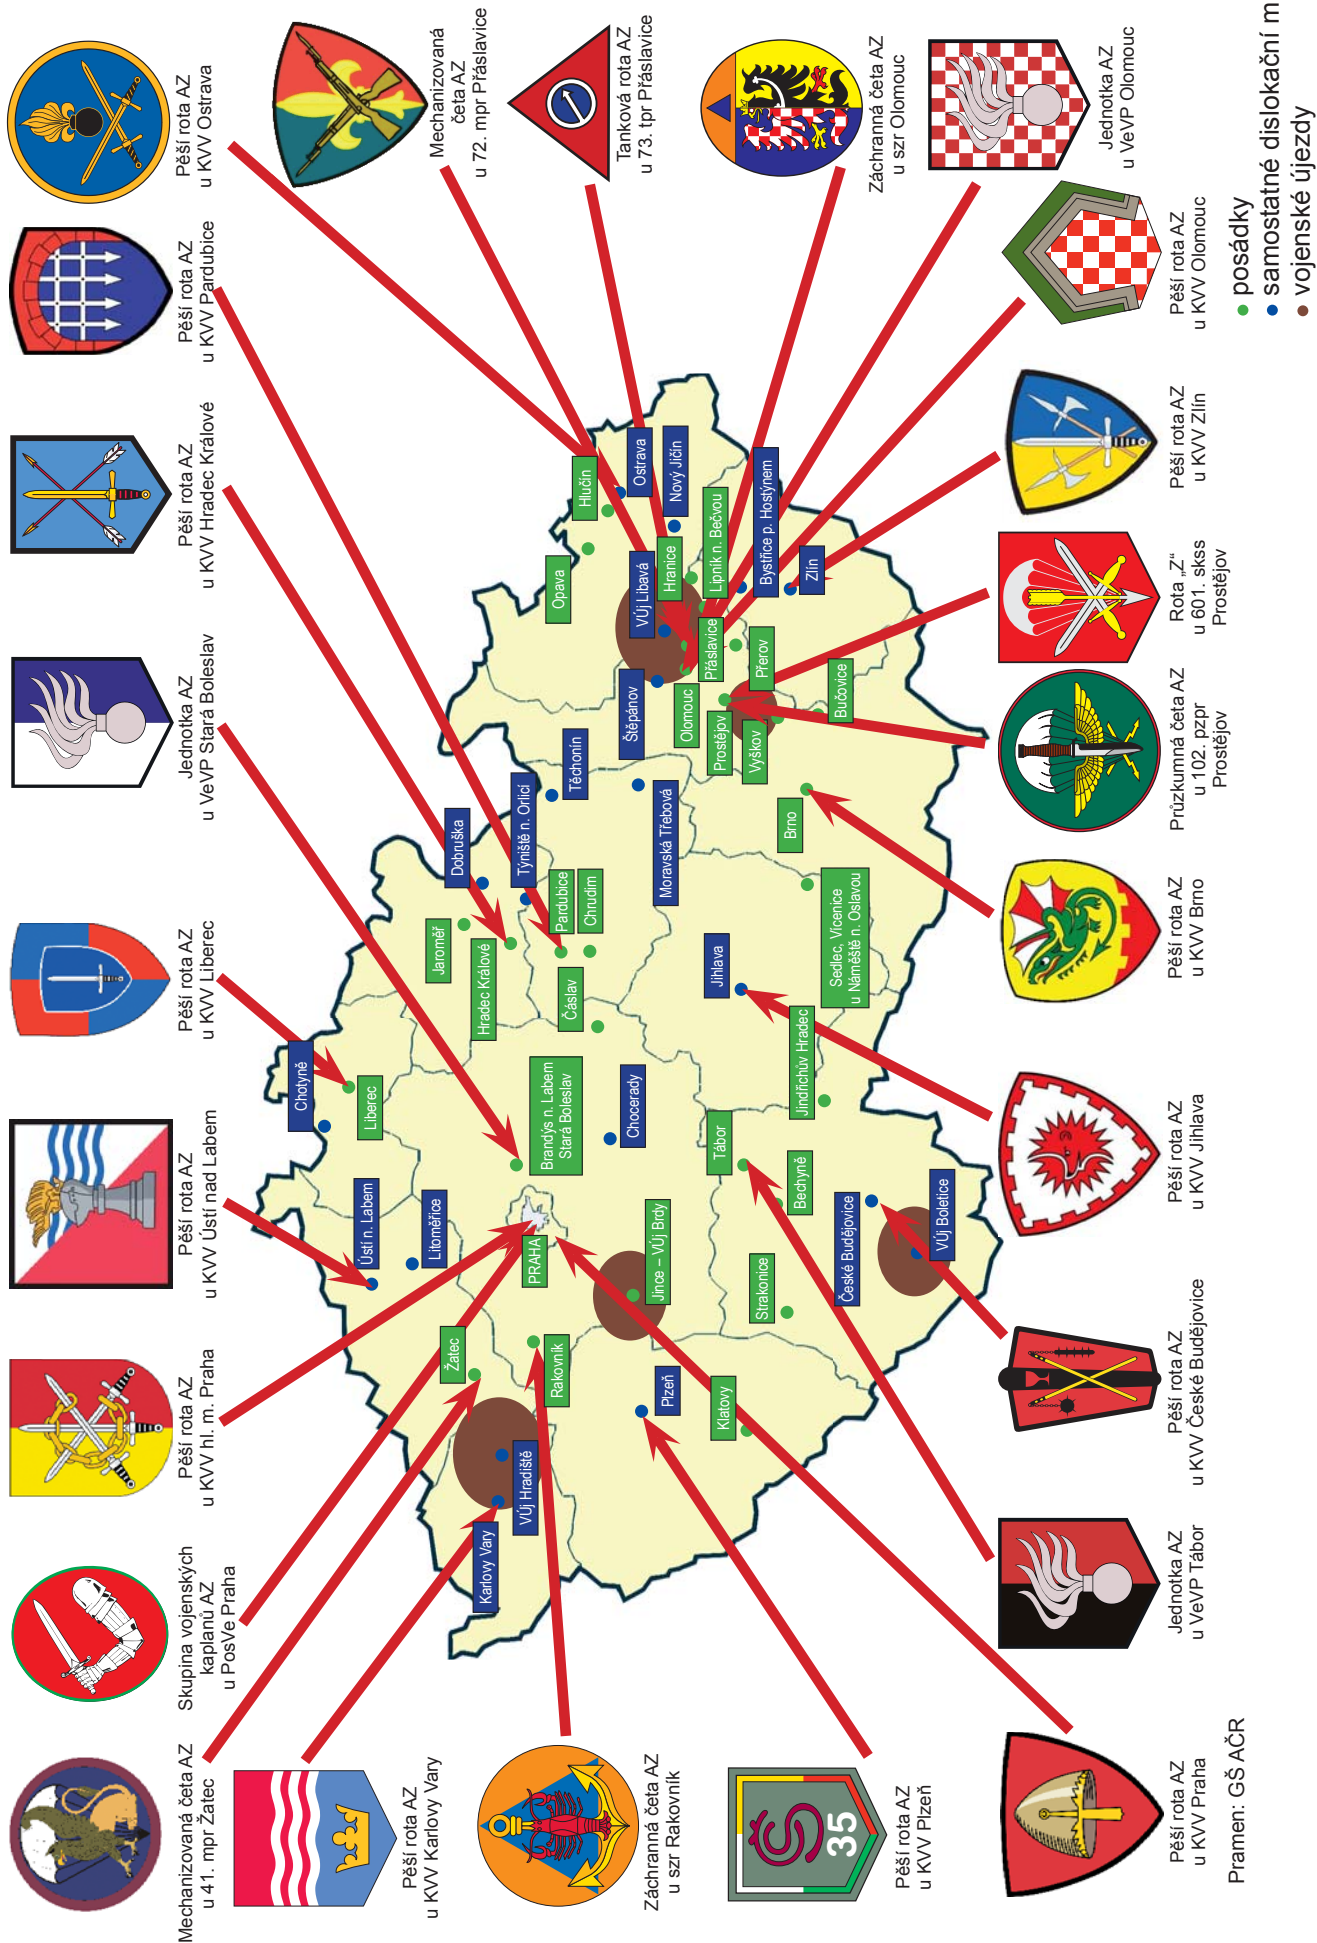 Mechanizovaná četa AZ
u 41. mpr Žatec
Skupina vojenských
kaplanů AZ
u PosVe Praha
Pěší rota AZ
u KVV hl. m. Praha
Pěší rota AZ
u KVV Ústí nad Labem
Pěší rota AZ
u KVV Liberec
Jednotka AZ
u VeVP Stará Boleslav
Pěší rota AZ
u KVV Hradec Králové
Pěší rota AZ
u KVV Pardubice
Pěší rota AZ
u KVV Ostrava
Pěší rota AZ
u KVV Karlovy Vary
Mechanizovaná
četa AZ
u 72. mpr Přáslavice
Záchranná četa AZ
u szr Rakovník
Tanková rota AZ
u 73. tpr Přáslavice
35
Pěší rota AZ
u KVV Plzeň
Záchranná četa AZ
u szr Olomouc
Jednotka AZ
u VeVP Olomouc
Chotyně
Liberec
Ústí n. Labem
Litoměřice
Žatec
Karlovy Vary
VÚj Hradiště
Rakovník
PRAHA
Brandýs n. Labem
Stará Boleslav
Jaroměř
Hradec Králové
Dobruška
Týniště n. Orlicí
Pardubice
Chrudim
Čáslav
Těchonín
Opava
Hlučín
Ostrava
Nový Jičín
VÚj Libavá
Hranice
Štěpánov
Moravská Třebová
Chocerady
Jince – VÚj Brdy
Plzeň
Klatovy
Olomouc
Přáslavice
Lipník n. Bečvou
Bystřice p. Hostýnem
Zlín
Prostějov
Přerov
Vyškov
Bučovice
Brno
Jihlava
Sedlec, Vicenice
u Náměště n. Oslavou
Tábor
Jindřichův Hradec
Bechyně
Strakonice
České Budějovice
VÚj Boletice
Pěší rota AZ
u KVV Praha
Jednotka AZ
u VeVP Tábor
Pěší rota AZ
u KVV České Budějovice
Pěší rota AZ
u KVV Jihlava
Pěší rota AZ
u KVV Brno
Průzkumná četa AZ
u 102. pzpr
Prostějov
Rota „Z“
u 601. skss
Prostějov
Pěší rota AZ
u KVV Zlín
Pěší rota AZ
u KVV Olomouc
Pramen: GŠ AČR
posádky
samostatné dislokační m
vojenské újezdy